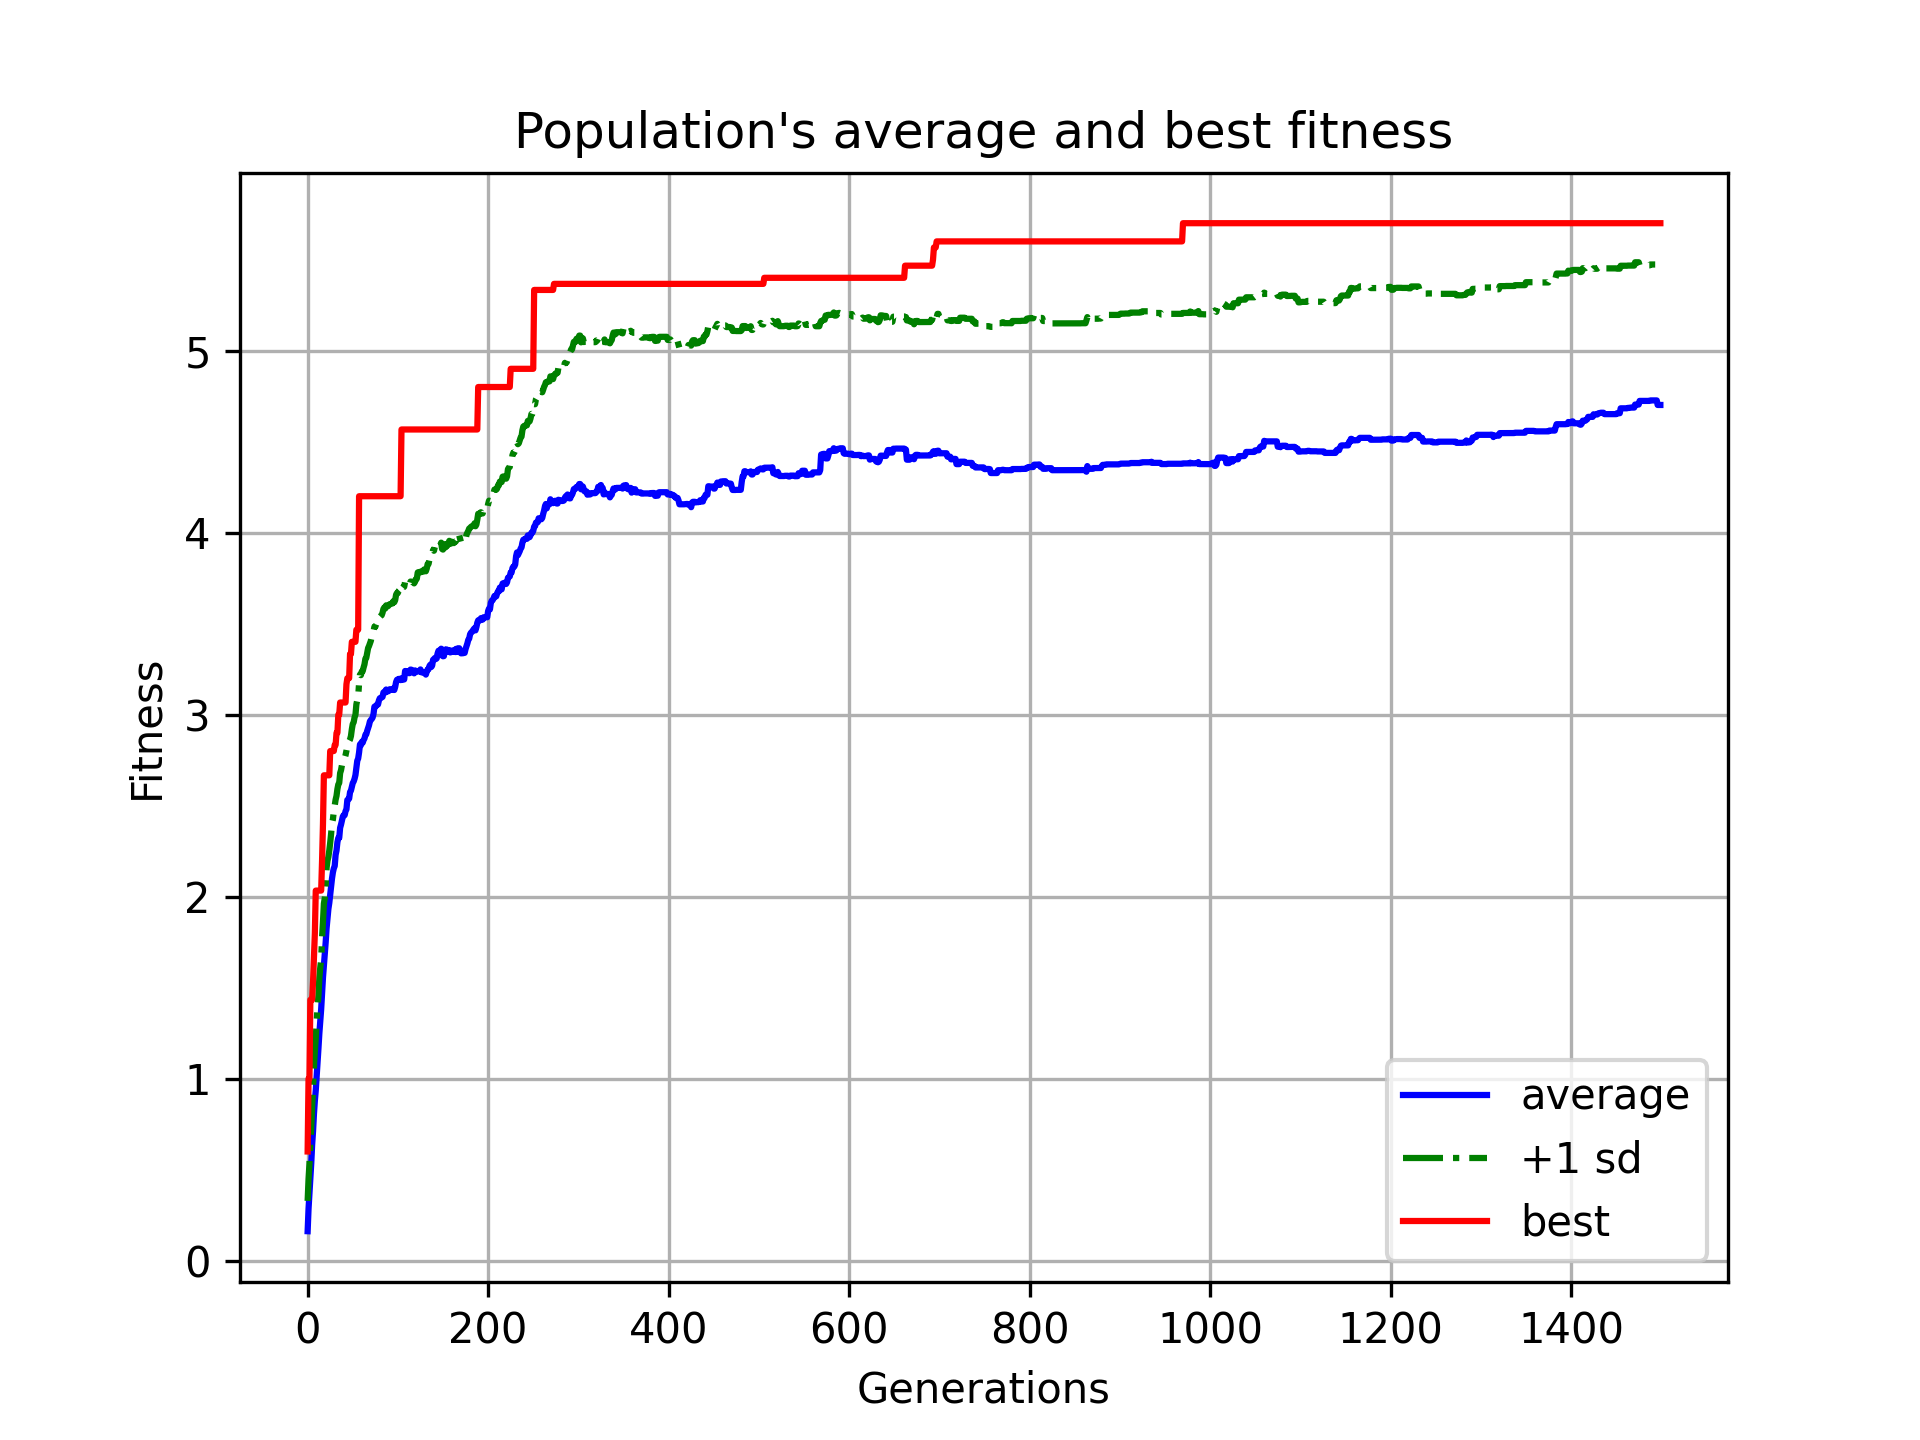 Population's average and best fitness
Fitness
5
4
3
2
1
0
average
+1 sd
best
0 200 400 600 800 1000 1200 1400
Generations